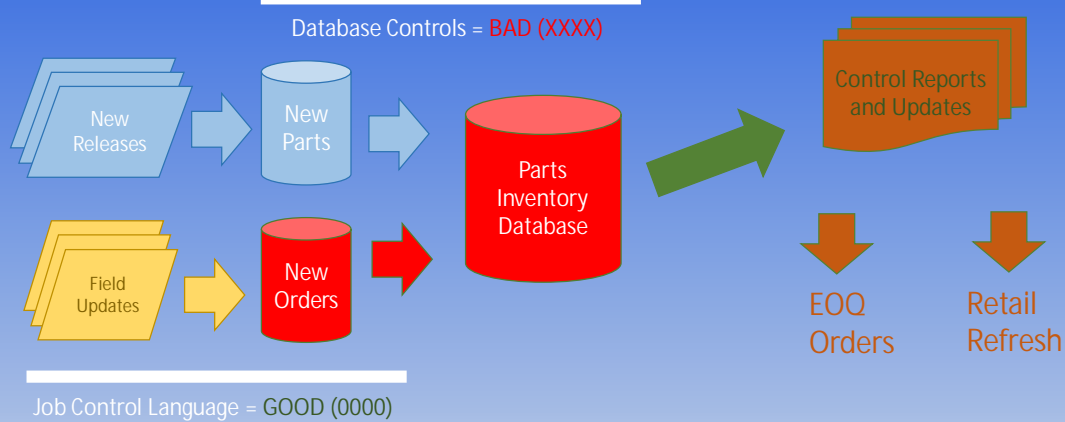 Database Controls = BAD (XXXX)
New
Releases
New
Parts
Parts
Inventory
Database
Control Reports
and Updates
Field
Updates
New
Orders
EOQ
Orders
Retail
Refresh
Job Control Language = GOOD (0000)